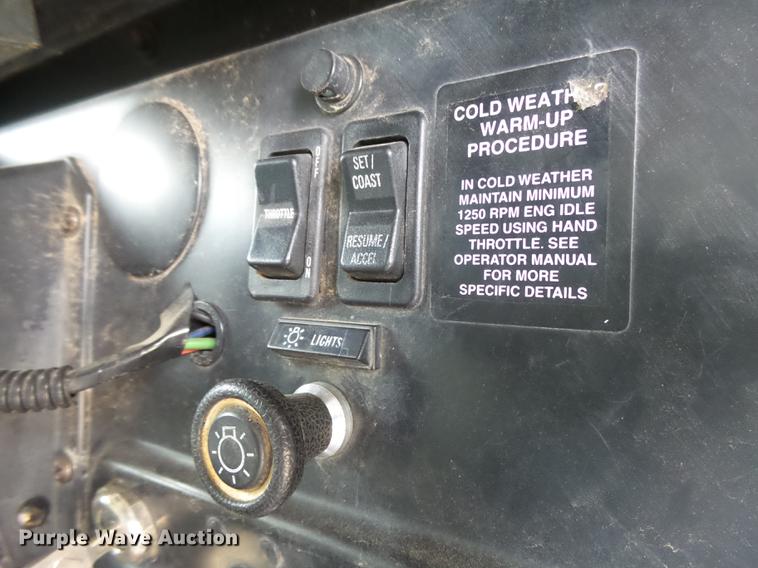 OFF
THROTTLE
ON
SET/
COAST
RESUME/
ACCEL
COLD WEATHE
WARM-UP
PROCEDURE
IN COLD WEATHER
MAINTAIN MINIMUM
1250 RPM ENG IDLE
SPEED USING HAND
THROTTLE. SEE
OPERATOR MANUAL
FOR MORE
SPECIFIC DETAILS
LIGHTS
Purple Wave Auction